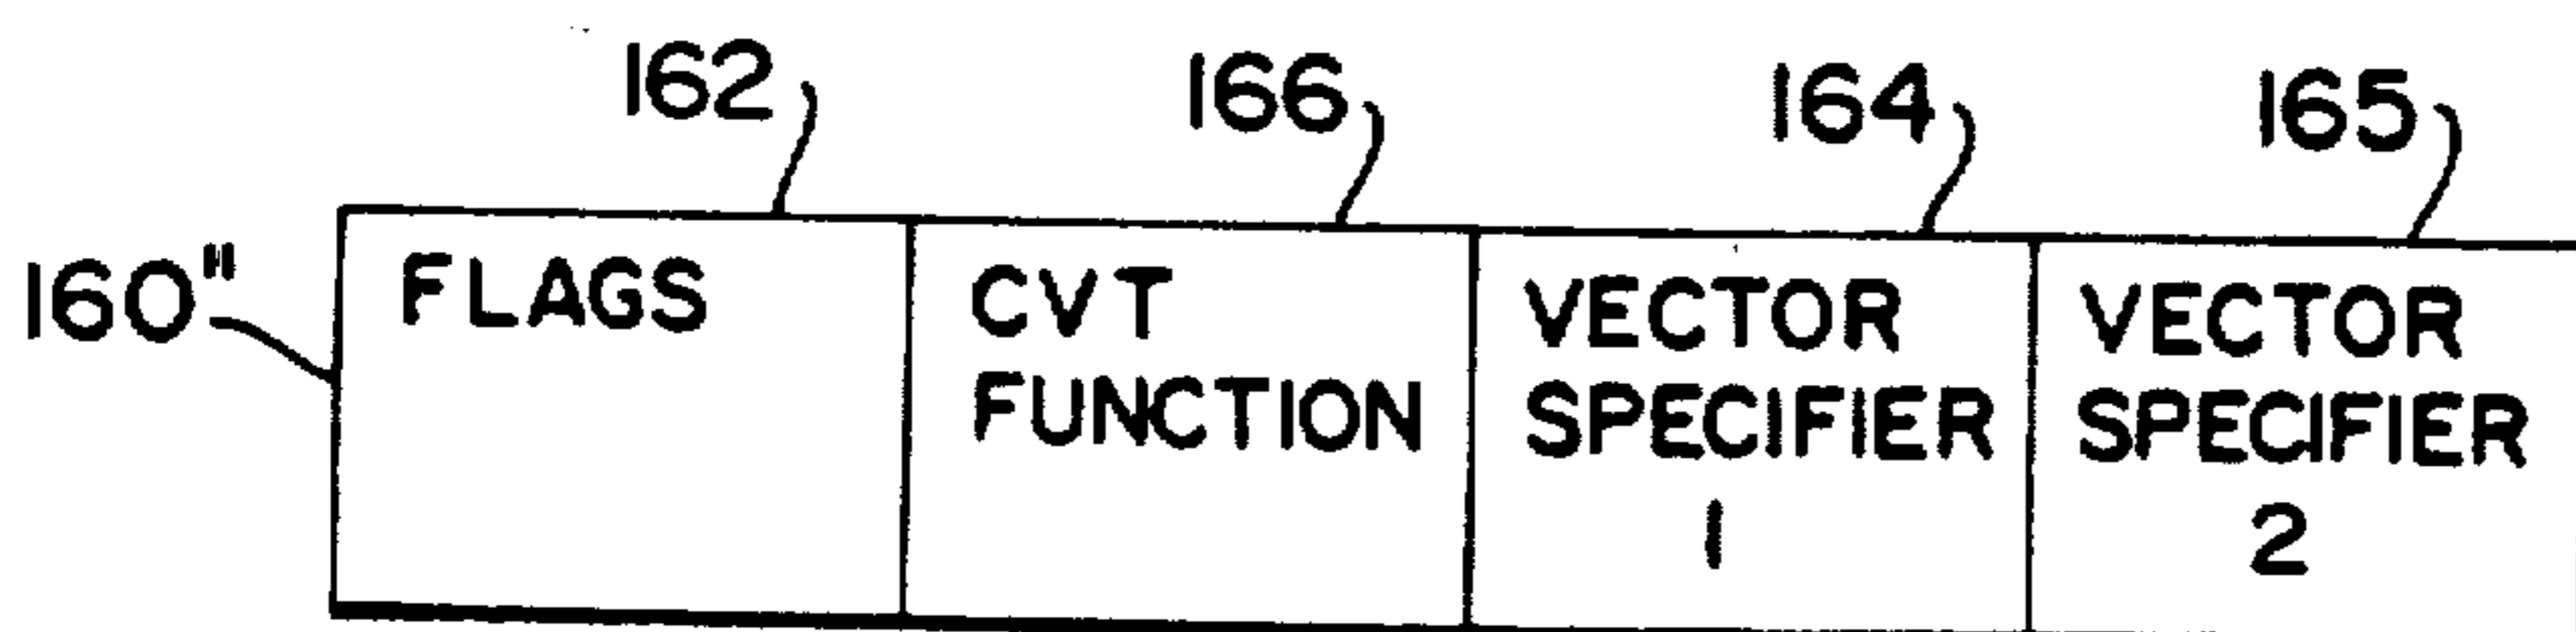 162
166
164
165
160"
FLAGS
CVT
FUNCTION
VECTOR
SPECIFIER
1
VECTOR
SPECIFIER
2